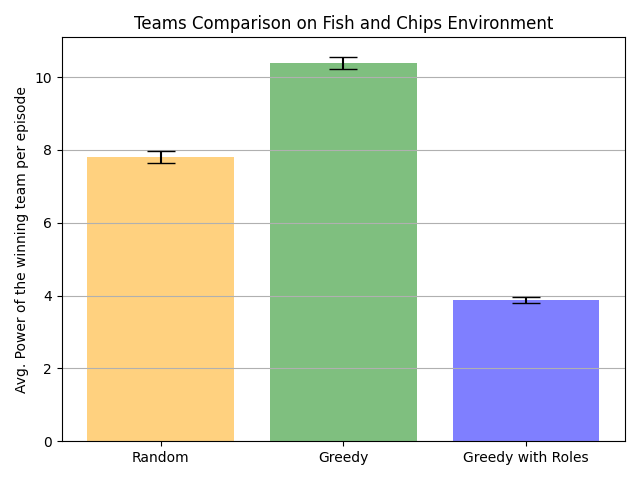 Teams Comparison on Fish and Chips Environment
Avg. Power of the winning team per episode
10
8
6
4
2
0
Random
Greedy
Greedy with Roles